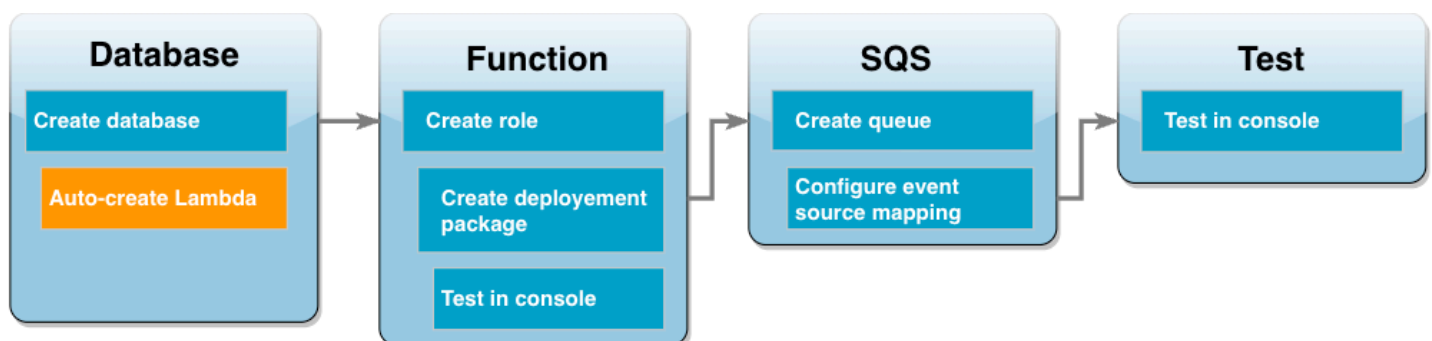 Database
Create database
Auto-create Lambda
Function
Create role
Create deployement
package
Test in console
SQS
Create queue
Configure event
source mapping
Test
Test in console